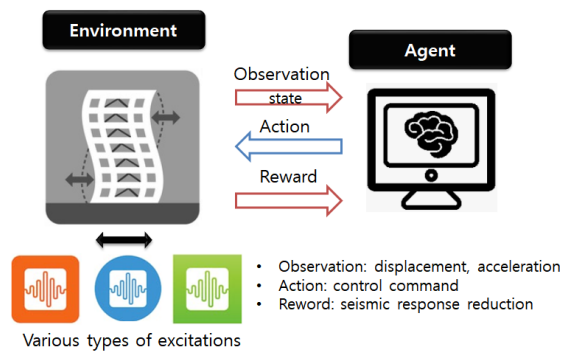 Environment
Agent
Observation
state
Action
Reward
• Observation: displacement, acceleration
• Action: control command
• Reword: seismic response reduction
Various types of excitations